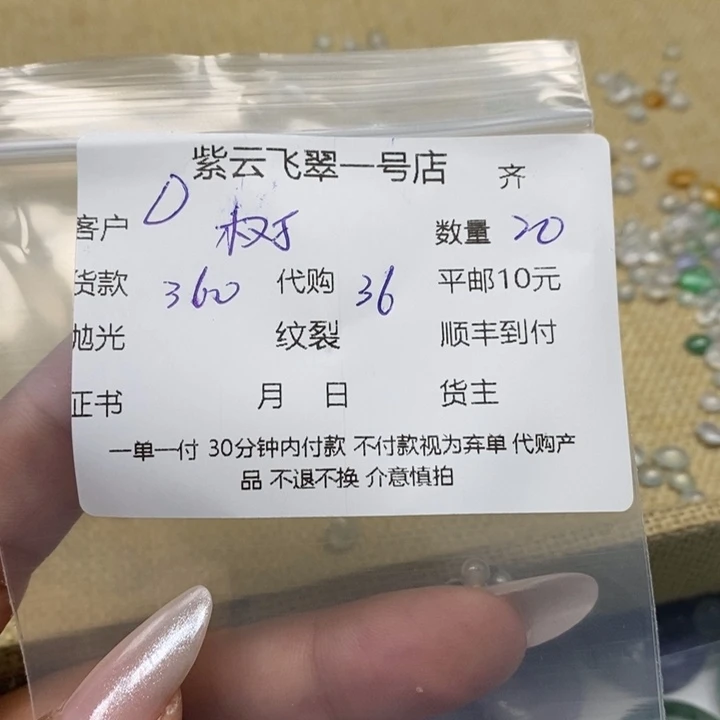 紫云飞翠一号店 齐
客户 D 树 数量 20
货款 360 代购 36 平邮10元
抛光 纹裂 顺丰到付
证书 月 日 货主
一单一付 30分钟内付款 不付款视为弃单 代购产
品 不退不换 介意慎拍